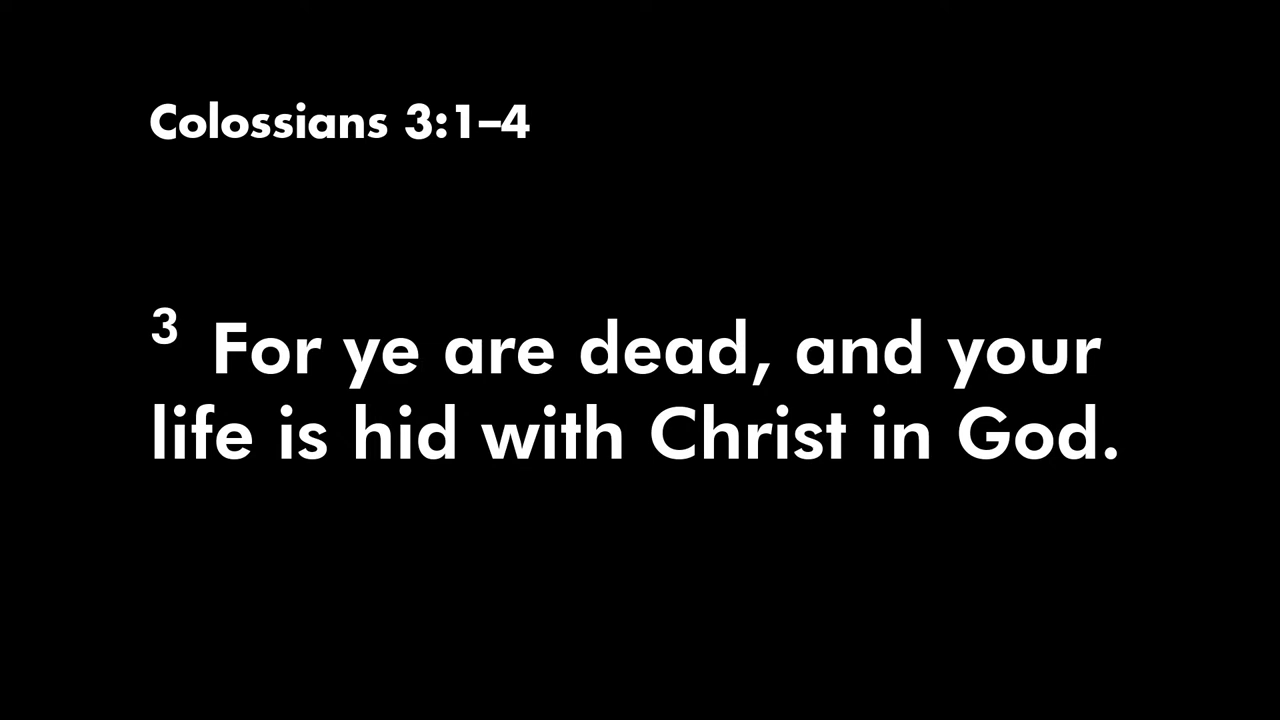 Colossians 3:1–4
3 For ye are dead, and your
life is hid with Christ in God.